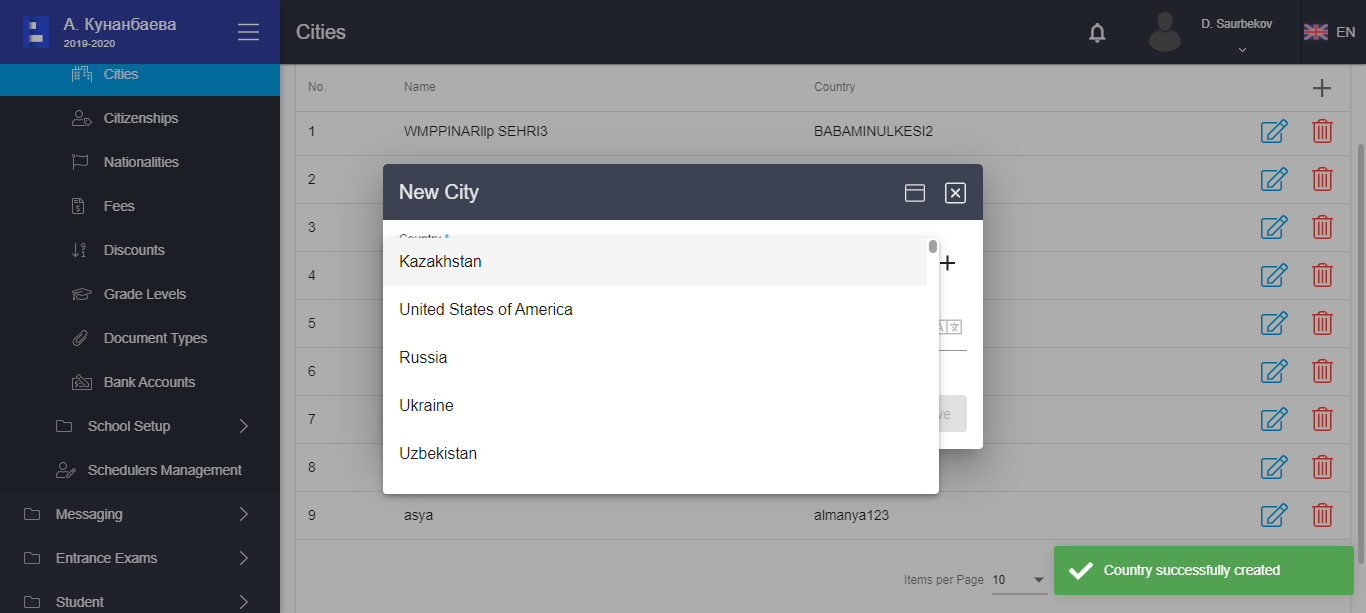 А. Кунанбаева
2019-2020
Cities
D. Saurbekov
EN
Cities
Citizenships
Nationalities
Fees
Discounts
Grade Levels
Document Types
Bank Accounts
School Setup
Schedulers Management
Messaging
Entrance Exams
Student
No. Name Country
1 WMPPINARIIp SEHRI3 BABAMINULKESI2
2
3
4
5
6
7
8
9 asya almanya123
New City
Country *
Kazakhstan
United States of America
Russia
Ukraine
Uzbekistan
Items per Page 10
Country successfully created